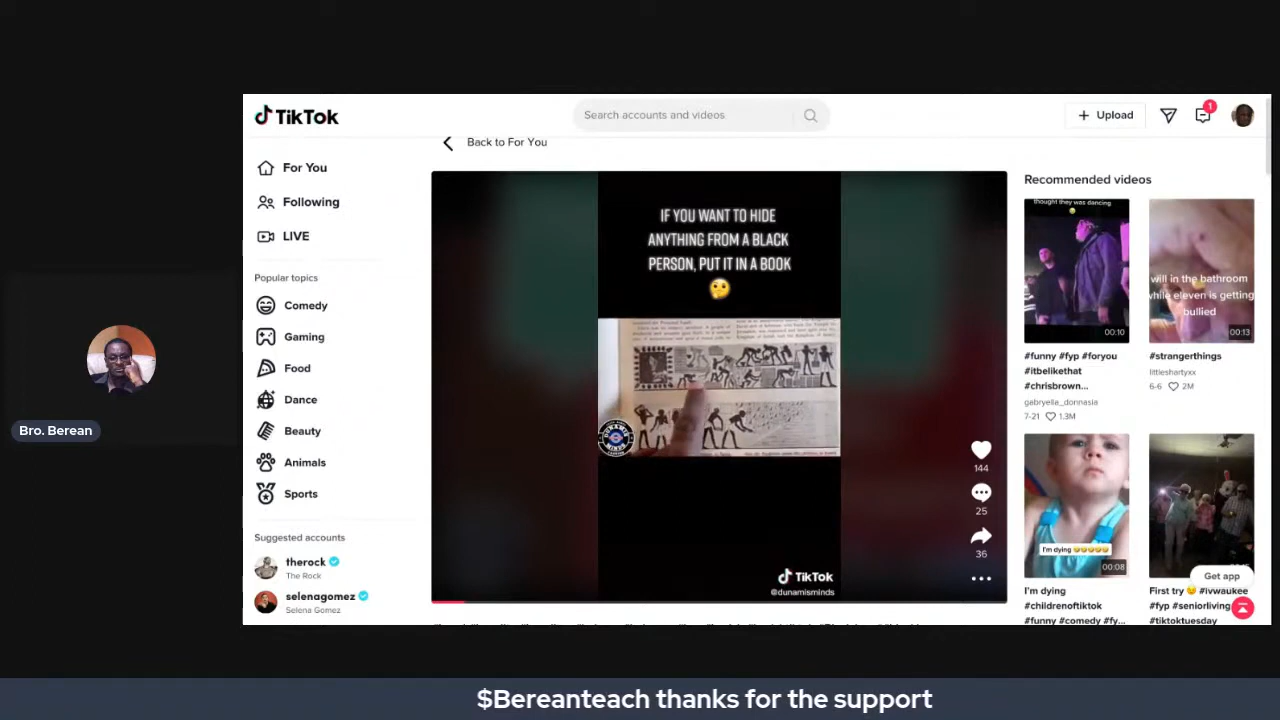 TikTok
Search accounts and videos
Upload
1
Back to For You
For You
Following
LIVE
Popular topics
Comedy
Gaming
Food
Dance
Beauty
Animals
Sports
Suggested accounts
therock
The Rock
selenagomez
Selena Gomez
IF YOU WANT TO HIDE
ANYTHING FROM A BLACK
PERSON, PUT IT IN A BOOK
144
25
36
TikTok
@dunamisminds
Recommended videos
thought they was dancing
00:10
#funny #fyp #foryou
#itbelikethat
#chrisbrown...
gabryella_donnasia
7-21 1.3M
will in the bathroom
while eleven is getting
bullied
00:13
#strangerthings
littleshartyxx
6-6 2M
I'm dying
00:08
I'm dying
#childrenoftiktok
#funny #comedy #fy...
Get app
First try #ivwaukee
#fyp #seniorliving
#tiktoktuesday
Bro. Berean
$Bereanteach thanks for the support